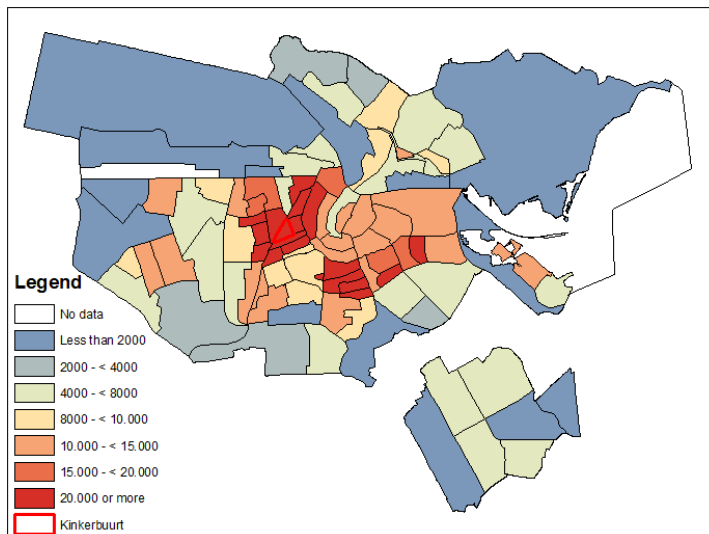 Legend
No data
Less than 2000
2000 - < 4000
4000 - < 8000
8000 - < 10.000
10.000 - < 15.000
15.000 - < 20.000
20.000 or more
Kinkerbuurt